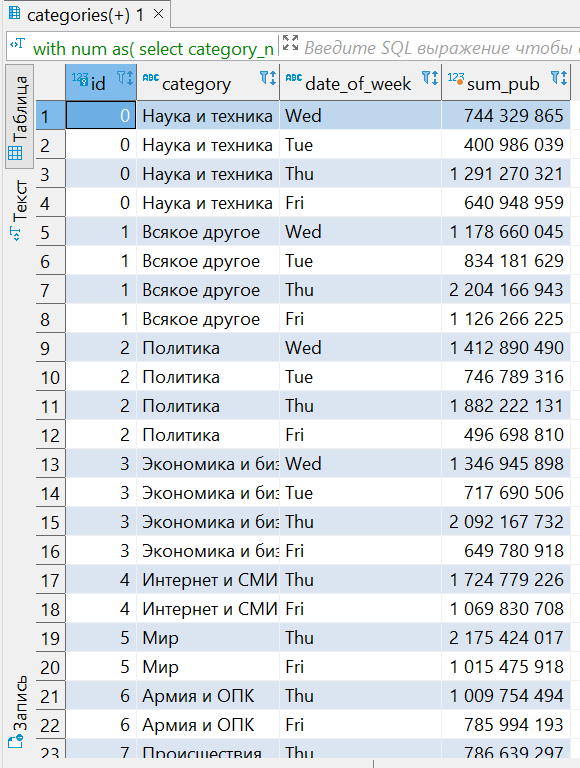 categories(+) 1
with num as( select category_n Введите SQL выражение чтобы
123 id ABC category ABC date_of_week 123 sum_pub
1 0 Наука и техника Wed 744 329 865
2 0 Наука и техника Tue 400 986 039
3 0 Наука и техника Thu 1 291 270 321
4 0 Наука и техника Fri 640 948 959
5 1 Всякое другое Wed 1 178 660 045
6 1 Всякое другое Tue 834 181 629
7 1 Всякое другое Thu 2 204 166 943
8 1 Всякое другое Fri 1 126 266 225
9 2 Политика Wed 1 412 890 490
10 2 Политика Tue 746 789 316
11 2 Политика Thu 1 882 222 131
12 2 Политика Fri 496 698 810
13 3 Экономика и биз Wed 1 346 945 898
14 3 Экономика и биз Tue 717 690 506
15 3 Экономика и биз Thu 2 092 167 732
16 3 Экономика и биз Fri 649 780 918
17 4 Интернет и СМИ Thu 1 724 779 226
18 4 Интернет и СМИ Fri 1 069 830 708
19 5 Мир Thu 2 175 424 017
20 5 Мир Fri 1 015 475 918
21 6 Армия и ОПК Thu 1 009 754 494
22 6 Армия и ОПК Fri 785 994 193
23 7 Происшествия Thu 786 639 297
Таблица
Текст
Запись